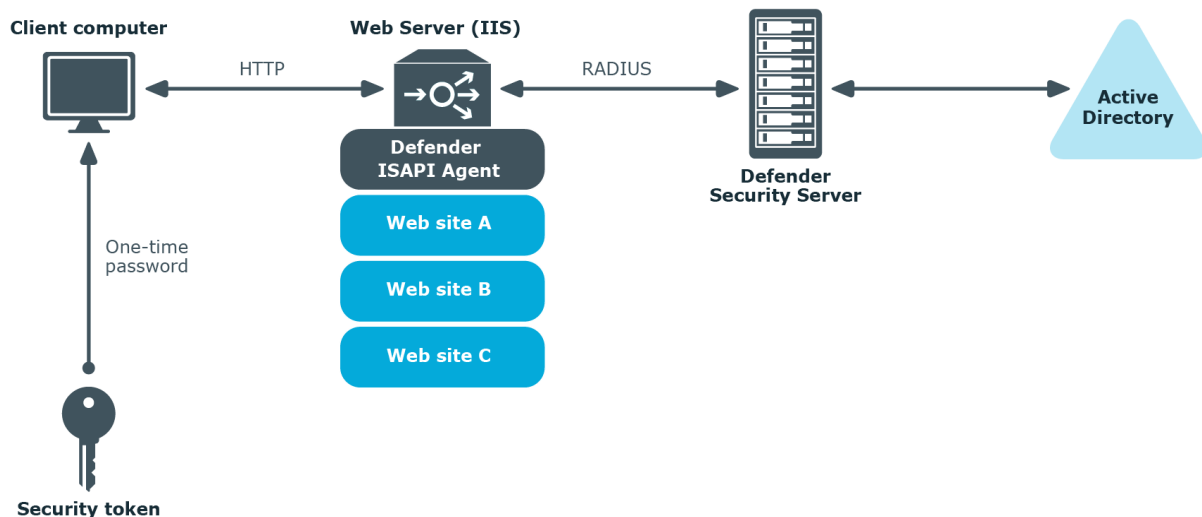 Client computer
Web Server (IIS)
HTTP
RADIUS
Active
Directory
Defender
ISAPI Agent
Defender
Security Server
Web site A
One-time
password
Web site B
Web site C
Security token